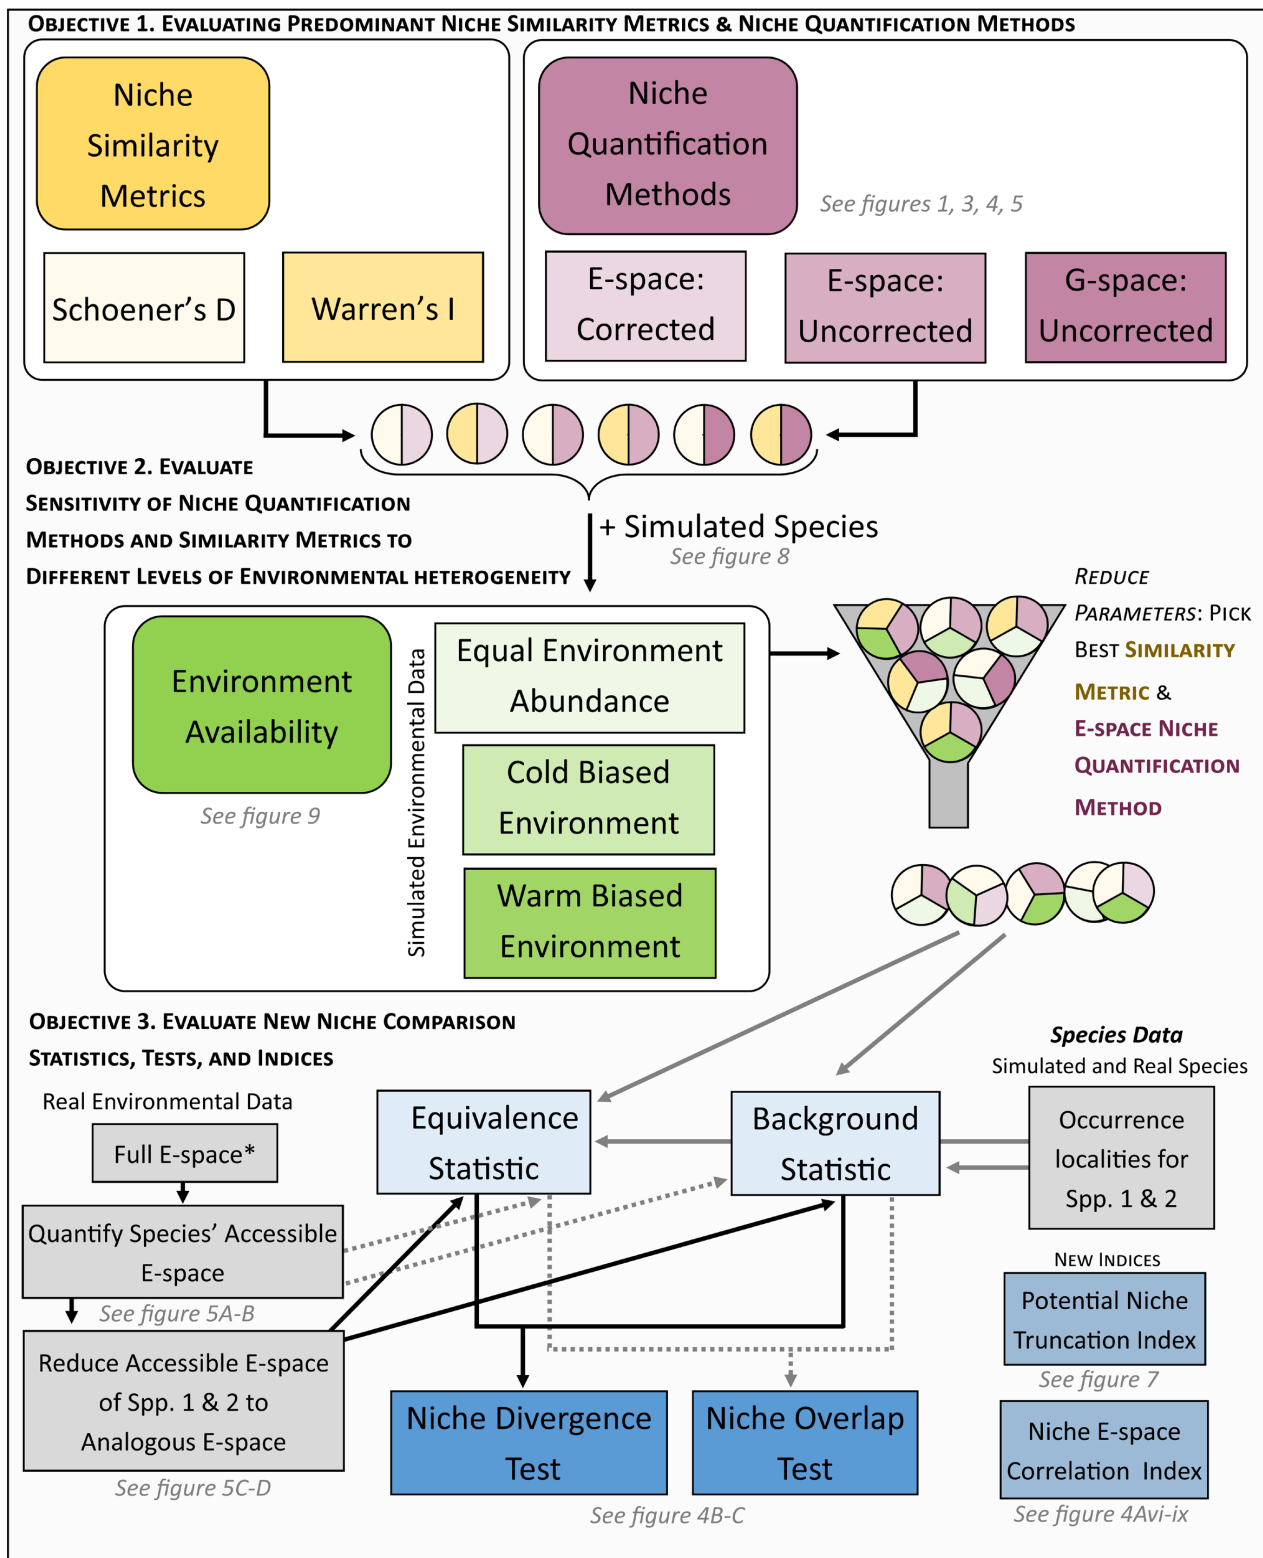 Objective 1. Evaluating Predominant Niche Similarity Metrics & Niche Quantification Methods
Niche
Similarity
Metrics
Schoener's D
Warren's I
Niche
Quantification
Methods
See figures 1, 3, 4, 5
E-space:
Corrected
E-space:
Uncorrected
G-space:
Uncorrected
Objective 2. Evaluate
Sensitivity of Niche Quantification
Methods and Similarity Metrics to
Different Levels of Environmental heterogeneity
+ Simulated Species
See figure 8
Environment
Availability
See figure 9
Simulated Environmental Data
Equal Environment
Abundance
Cold Biased
Environment
Warm Biased
Environment
Reduce
Parameters: Pick
Best Similarity
Metric &
E-space Niche
Quantification
Method
Objective 3. Evaluate New Niche Comparison
Statistics, Tests, and Indices
Real Environmental Data
Full E-space*
Quantify Species' Accessible
E-space
See figure 5A-B
Reduce Accessible E-space
of Spp. 1 & 2 to
Analogous E-space
See figure 5C-D
Equivalence
Statistic
Background
Statistic
Species Data
Simulated and Real Species
Occurrence
localities for
Spp. 1 & 2
New Indices
Potential Niche
Truncation Index
See figure 7
Niche E-space
Correlation Index
See figure 4Avi-ix
Niche Divergence
Test
Niche Overlap
Test
See figure 4B-C